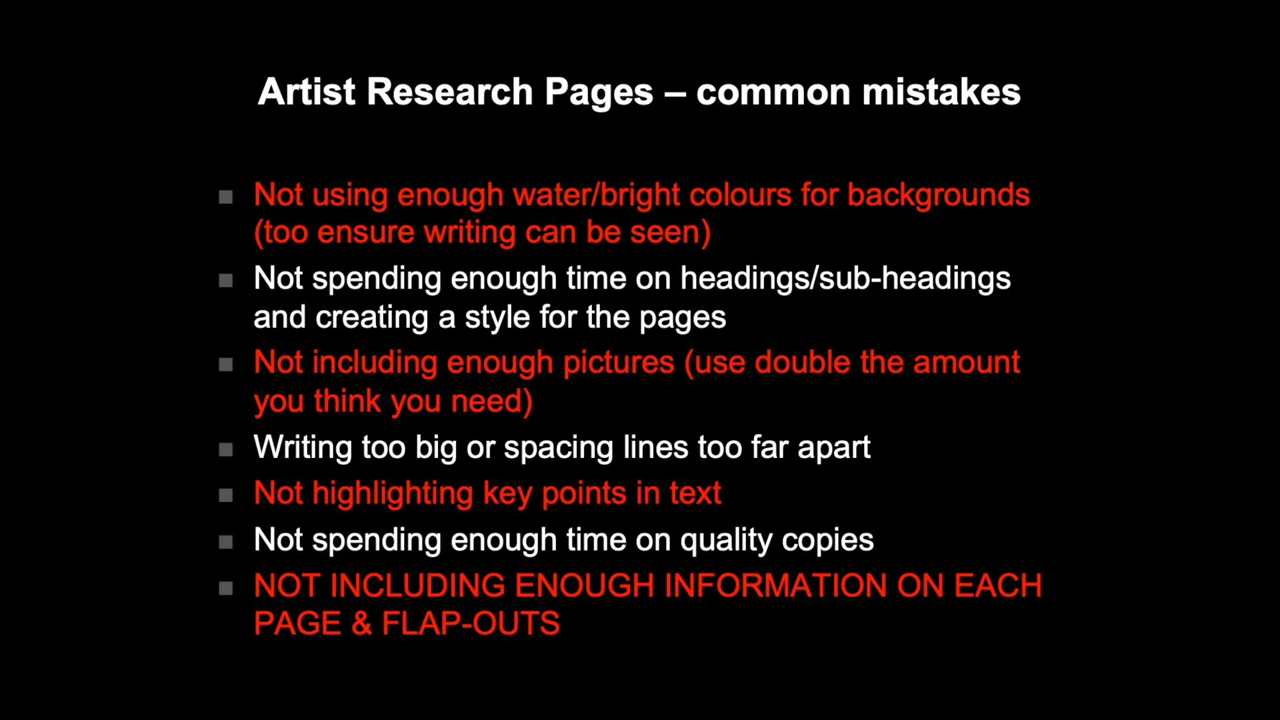 Artist Research Pages – common mistakes
Not using enough water/bright colours for backgrounds
(too ensure writing can be seen)
Not spending enough time on headings/sub-headings
and creating a style for the pages
Not including enough pictures (use double the amount
you think you need)
Writing too big or spacing lines too far apart
Not highlighting key points in text
Not spending enough time on quality copies
NOT INCLUDING ENOUGH INFORMATION ON EACH
PAGE & FLAP-OUTS